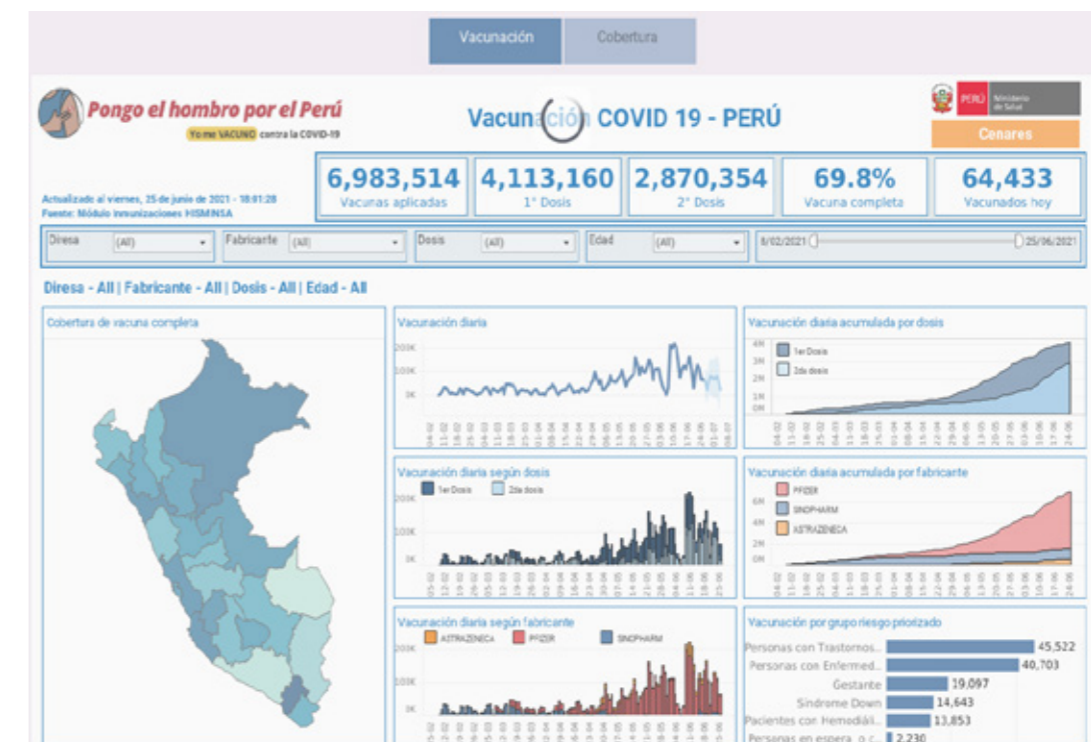 Vacunación Cobertura
Pongo el hombro por el Perú
Yo me VACUNO contra la COVID-19
Vacunación COVID 19 - PERÚ
PERÚ Ministerio de Salud
Cenares
Actualizado al viernes, 25 de junio de 2021 - 18:01:28
Fuente: Módulo Inmunizaciones HISMINSA
6,983,514 4,113,160 2,870,354 69.8% 64,433
Vacunas aplicadas 1° Dosis 2° Dosis Vacuna completa Vacunados hoy
Diresa (All) Fabricante (All) Dosis (All) Edad (All) 8/02/2021 25/06/2021
Diresa - All | Fabricante - All | Dosis - All | Edad - All
Cobertura de vacuna completa
Vacunación diaria
200K
100K
0K
Vacunación diaria acumulada por dosis
1er Dosis
2da dosis
4M
3M
2M
1M
0M
Vacunación diaria según dosis
1er Dosis 2da dosis
200K
100K
0K
Vacunación diaria acumulada por fabricante
PFIZER
SINOPHARM
ASTRAZENECA
6M
4M
2M
0M
Vacunación diaria según fabricante
ASTRAZENECA PFIZER SINOPHARM
200K
100K
0K
Vacunación por grupo riesgo priorizado
Personas con Trastornos... 45,522
Personas con Enfermed... 40,703
Gestante 19,097
Sindrome Down 14,643
Pacientes con Hemodiáli... 13,853
Personas en espera o c... 2,230